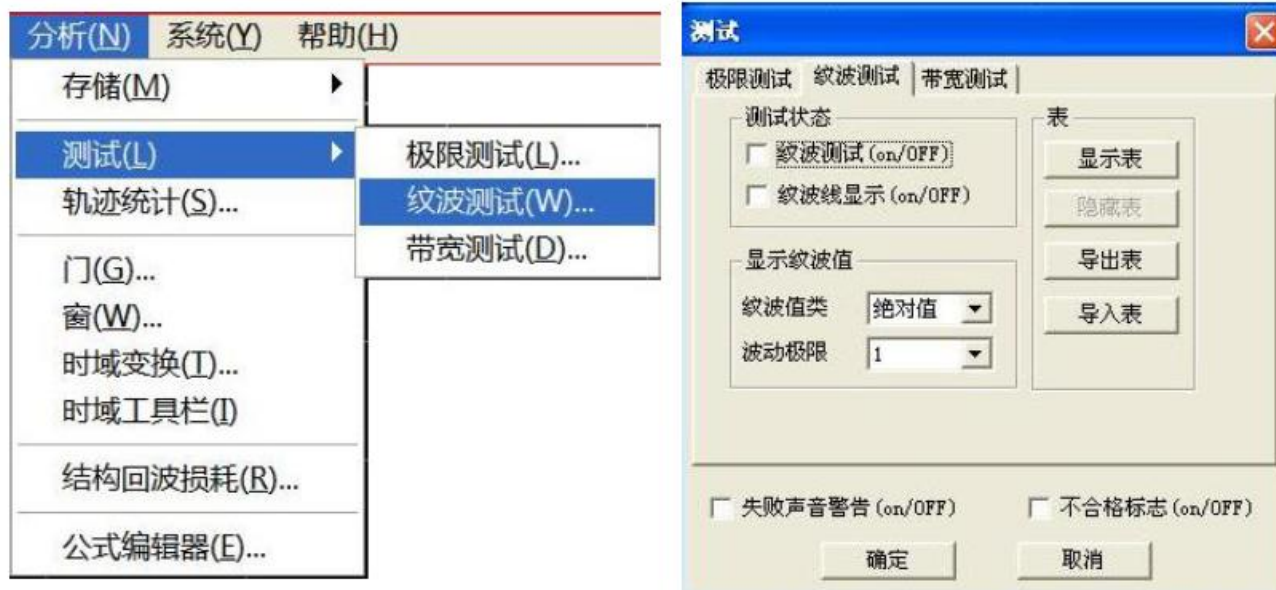 分析(N) 系统(Y) 帮助(H)
存储(M)
测试(L)
轨迹统计(S)...
门(G)...
窗(W)...
时域变换(T)...
时域工具栏(I)
结构回波损耗(R)...
公式编辑器(E)...
极限测试(L)...
纹波测试(W)...
带宽测试(D)...
测试
极限测试 纹波测试 带宽测试
测试状态
纹波测试(on/OFF)
纹波线显示(on/OFF)
显示纹波值
纹波值类 绝对值
波动极限 1
表
显示表
隐藏表
导出表
导入表
失败声音警告(on/OFF) 不合格标志(on/OFF)
确定 取消